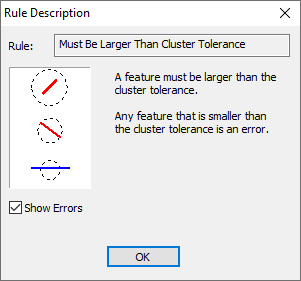 Rule Description
Rule:
Must Be Larger Than Cluster Tolerance
A feature must be larger than the
cluster tolerance.
Any feature that is smaller than
the cluster tolerance is an error.
Show Errors
OK